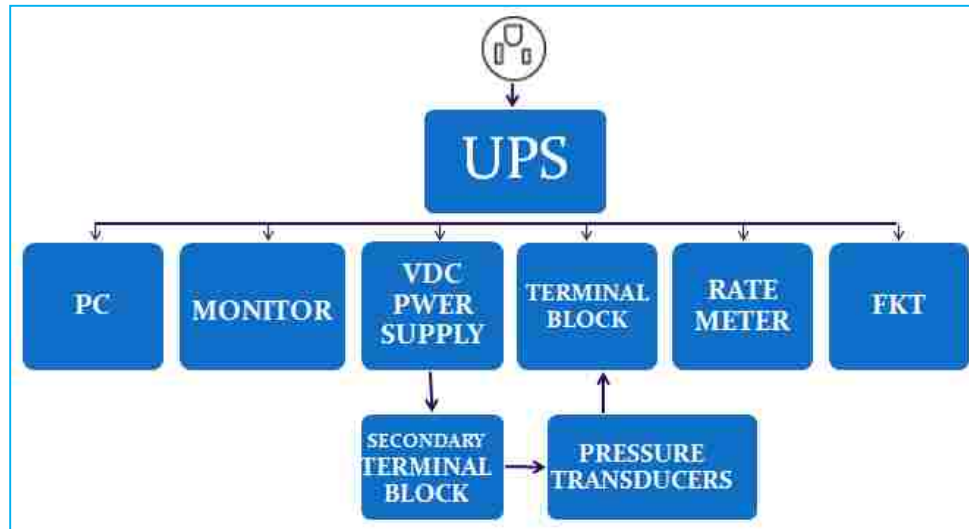 UPS
PC
MONITOR
VDC
PWER
SUPPLY
TERMINAL
BLOCK
RATE
METER
FKT
SECONDARY
TERMINAL
BLOCK
PRESSURE
TRANSDUCERS